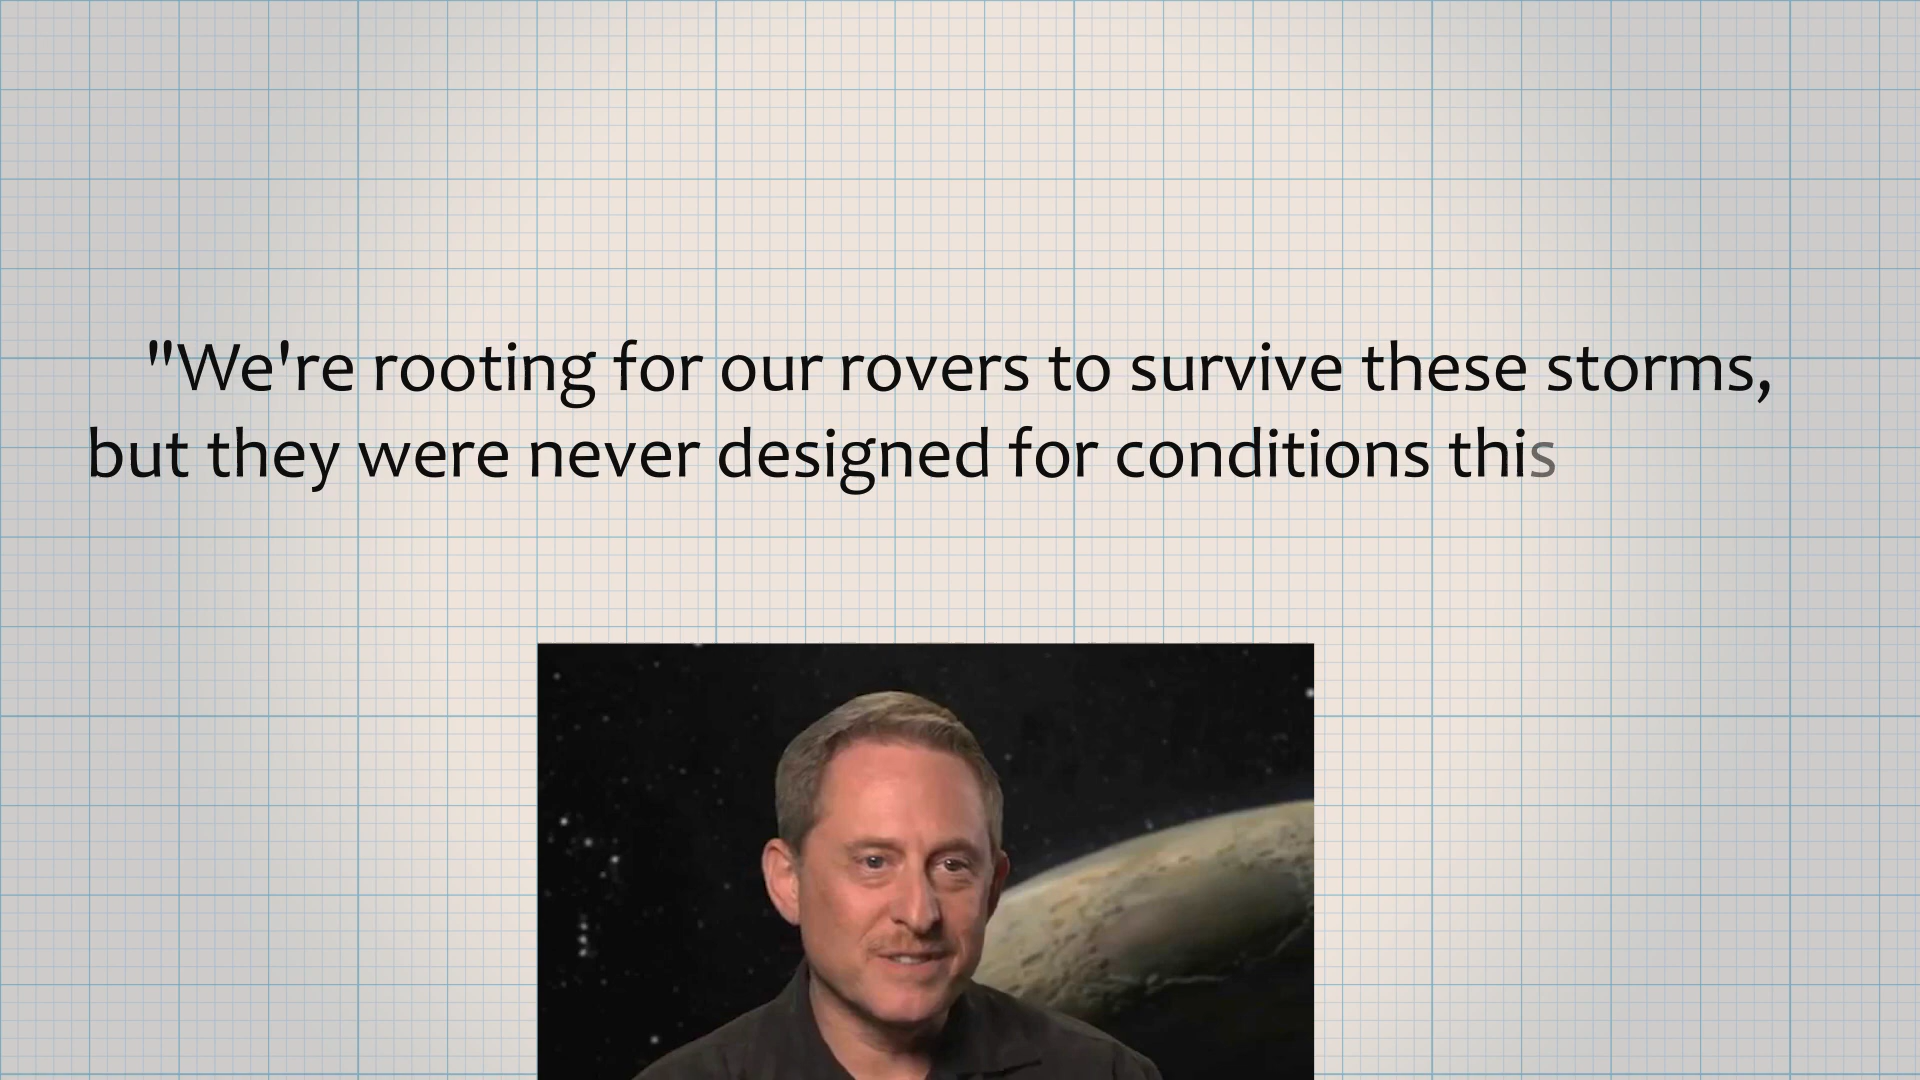 "We're rooting for our rovers to survive these storms,
but they were never designed for conditions this